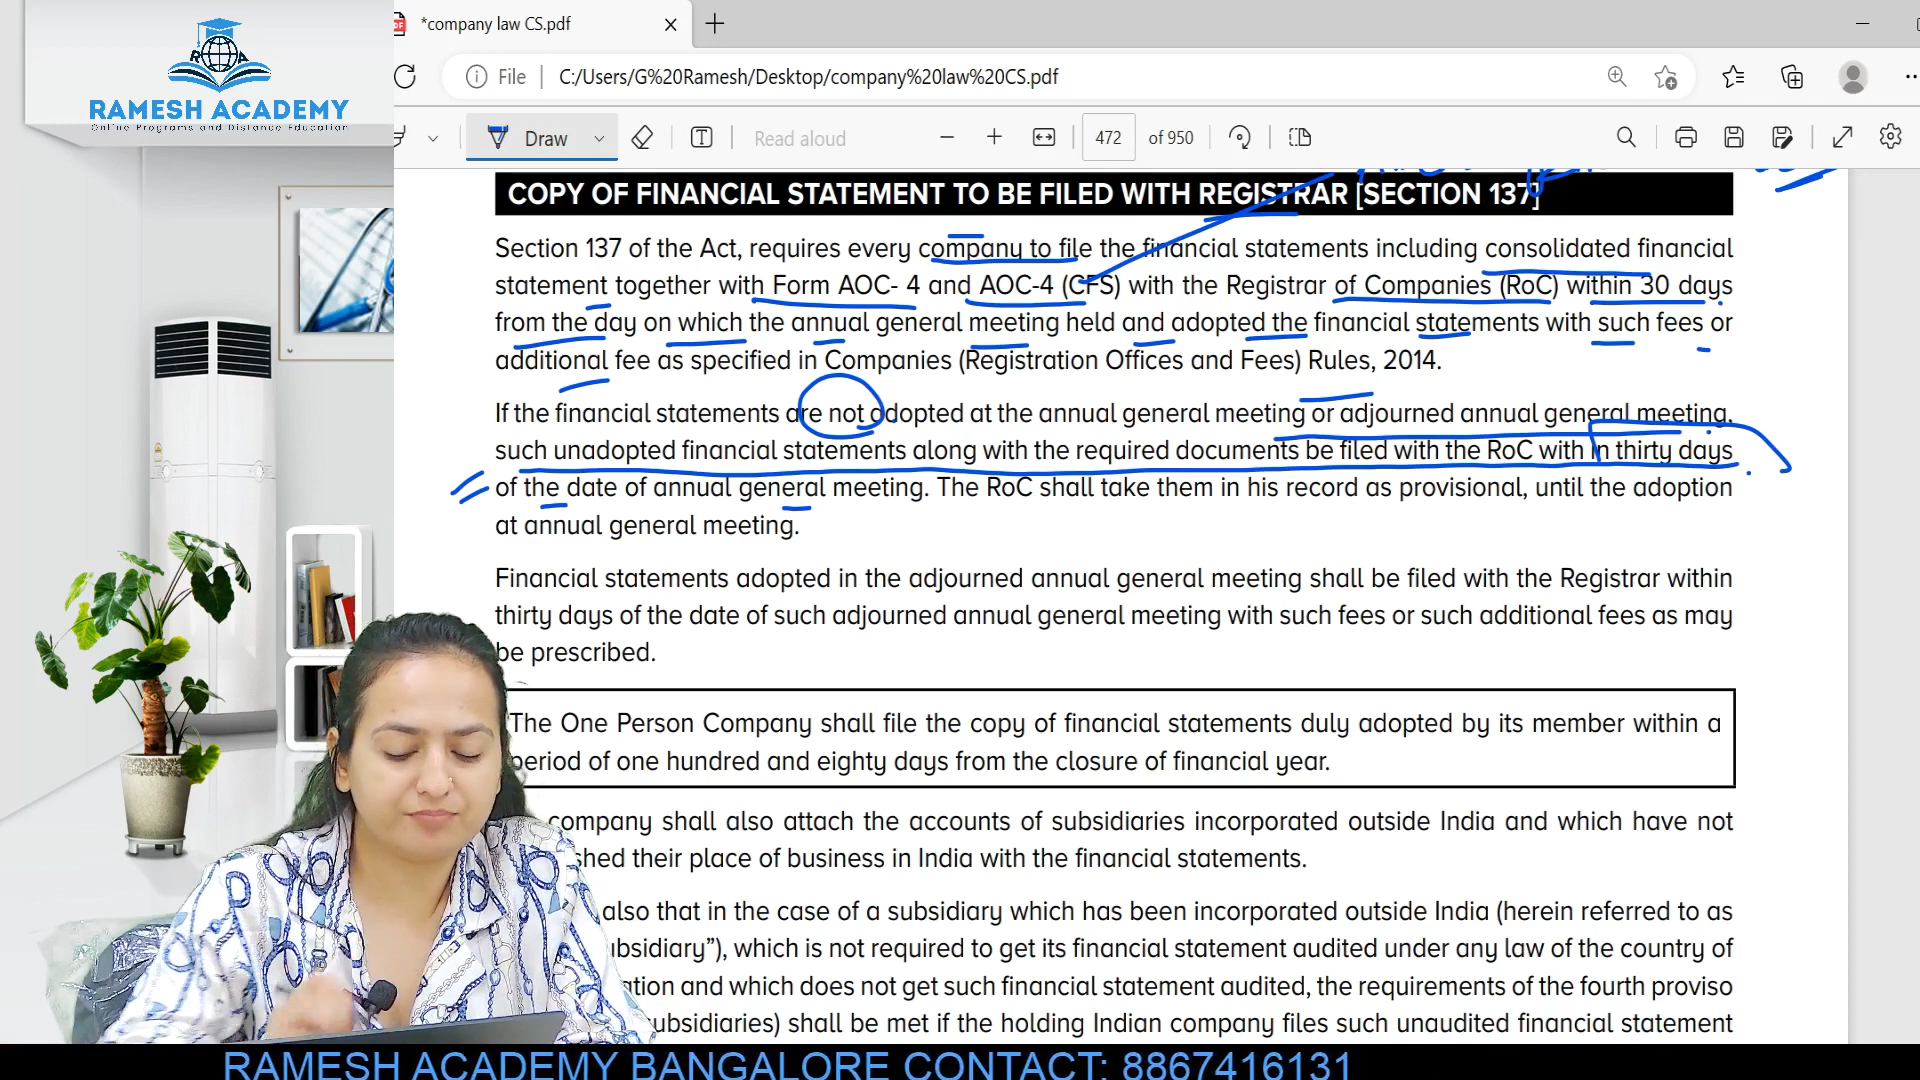 RAMESH ACADEMY
Online Programs and Distance Education
*company law CS.pdf
File
C:/Users/G%20Ramesh/Desktop/company%20law%20CS.pdf
Draw
Read aloud
472 of 950
COPY OF FINANCIAL STATEMENT TO BE FILED WITH REGISTRAR [SECTION 137]
Section 137 of the Act, requires every company to file the financial statements including consolidated financial
statement together with Form AOC- 4 and AOC-4 (CFS) with the Registrar of Companies (RoC) within 30 days
from the day on which the annual general meeting held and adopted the financial statements with such fees or
additional fee as specified in Companies (Registration Offices and Fees) Rules, 2014.
If the financial statements are not adopted at the annual general meeting or adjourned annual general meeting,
such unadopted financial statements along with the required documents be filed with the RoC with in thirty days
of the date of annual general meeting. The RoC shall take them in his record as provisional, until the adoption
at annual general meeting.
Financial statements adopted in the adjourned annual general meeting shall be filed with the Registrar within
thirty days of the date of such adjourned annual general meeting with such fees or such additional fees as may
be prescribed.
The One Person Company shall file the copy of financial statements duly adopted by its member within a
period of one hundred and eighty days from the closure of financial year.
company shall also attach the accounts of subsidiaries incorporated outside India and which have not
their place of business in India with the financial statements.
also that in the case of a subsidiary which has been incorporated outside India (herein referred to as
which is not required to get its financial statement audited under any law of the country of
and which does not get such financial statement audited, the requirements of the fourth proviso
shall be met if the holding Indian company files such unaudited financial statement
RAMESH ACADEMY BANGALORE CONTACT: 8867416131